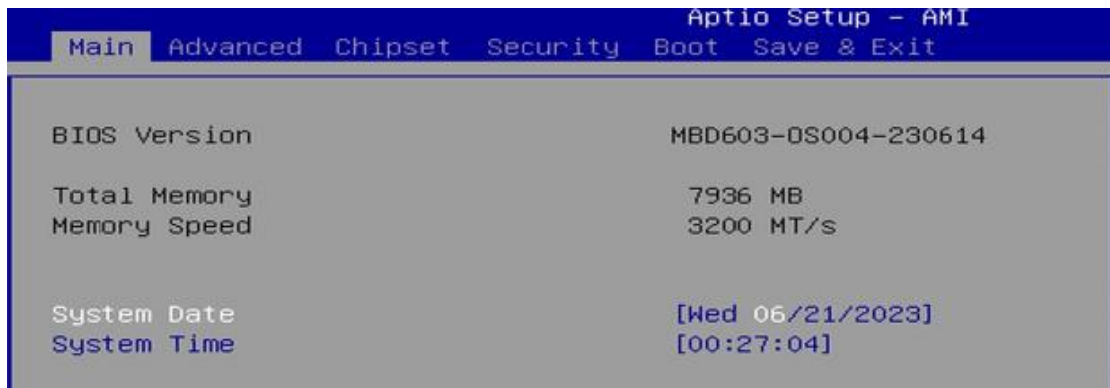 Aptio Setup – AMI
Main Advanced Chipset Security Boot Save & Exit
BIOS Version MBD603-OS004-230614
Total Memory 7936 MB
Memory Speed 3200 MT/s
System Date [Wed 06/21/2023]
System Time [00:27:04]